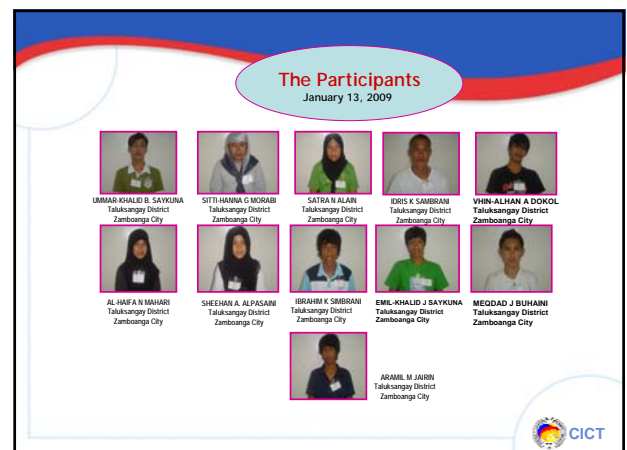 The Participants
January 13, 2009
UMMAR-KHALID B. SAYKUNA
Taluksangay District
Zamboanga City
SITTI-HANNA G MORABI
Taluksangay District
Zamboanga City
SATRA N ALAIN
Taluksangay District
Zamboanga City
IDRIS K SAMBRANI
Taluksangay District
Zamboanga City
VHIN-ALHAN A DOKOL
Taluksangay District
Zamboanga City
AL-HAIFA N MAHARI
Taluksangay District
Zamboanga City
SHEEHAN A. ALPASAINI
Taluksangay District
Zamboanga City
IBRAHIM K SIMBRANI
Taluksangay District
Zamboanga City
EMIL-KHALID J SAYKUNA
Taluksangay District
Zamboanga City
MEQDAD J BUHAINI
Taluksangay District
Zamboanga City
ARAMIL M JAIRIN
Taluksangay District
Zamboanga City
CICT